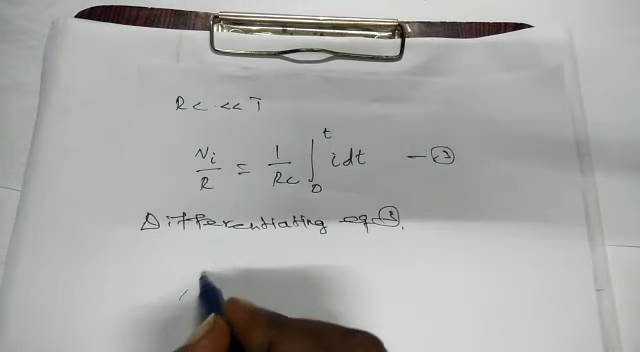 RC << T
Vi/R = 1/RC ∫₀ᵗ i dt — ③
Differentiating eq ③.